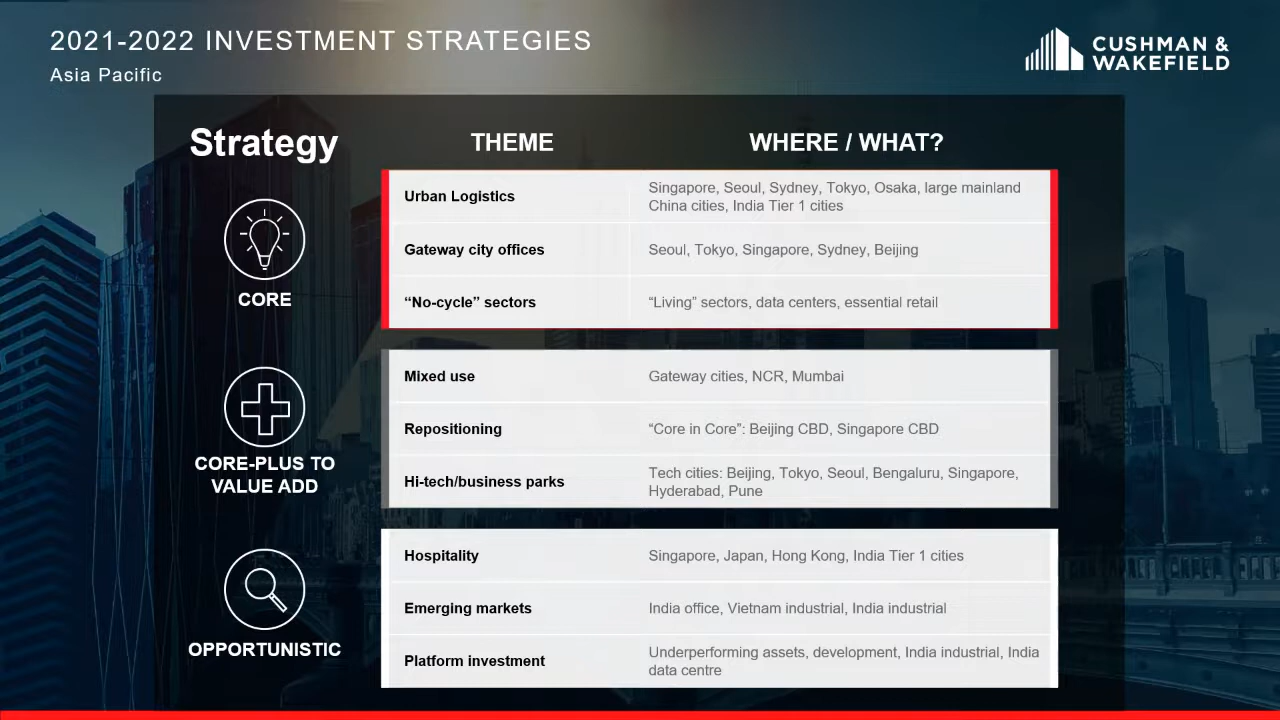 2021-2022 INVESTMENT STRATEGIES
Asia Pacific
CUSHMAN &
WAKEFIELD
Strategy
THEME
WHERE / WHAT?
CORE
Urban Logistics
Singapore, Seoul, Sydney, Tokyo, Osaka, large mainland
China cities, India Tier 1 cities
Gateway city offices
Seoul, Tokyo, Singapore, Sydney, Beijing
“No-cycle” sectors
“Living” sectors, data centers, essential retail
CORE-PLUS TO
VALUE ADD
Mixed use
Gateway cities, NCR, Mumbai
Repositioning
“Core in Core”: Beijing CBD, Singapore CBD
Hi-tech/business parks
Tech cities: Beijing, Tokyo, Seoul, Bengaluru, Singapore,
Hyderabad, Pune
OPPORTUNISTIC
Hospitality
Singapore, Japan, Hong Kong, India Tier 1 cities
Emerging markets
India office, Vietnam industrial, India industrial
Platform investment
Underperforming assets, development, India industrial, India
data centre